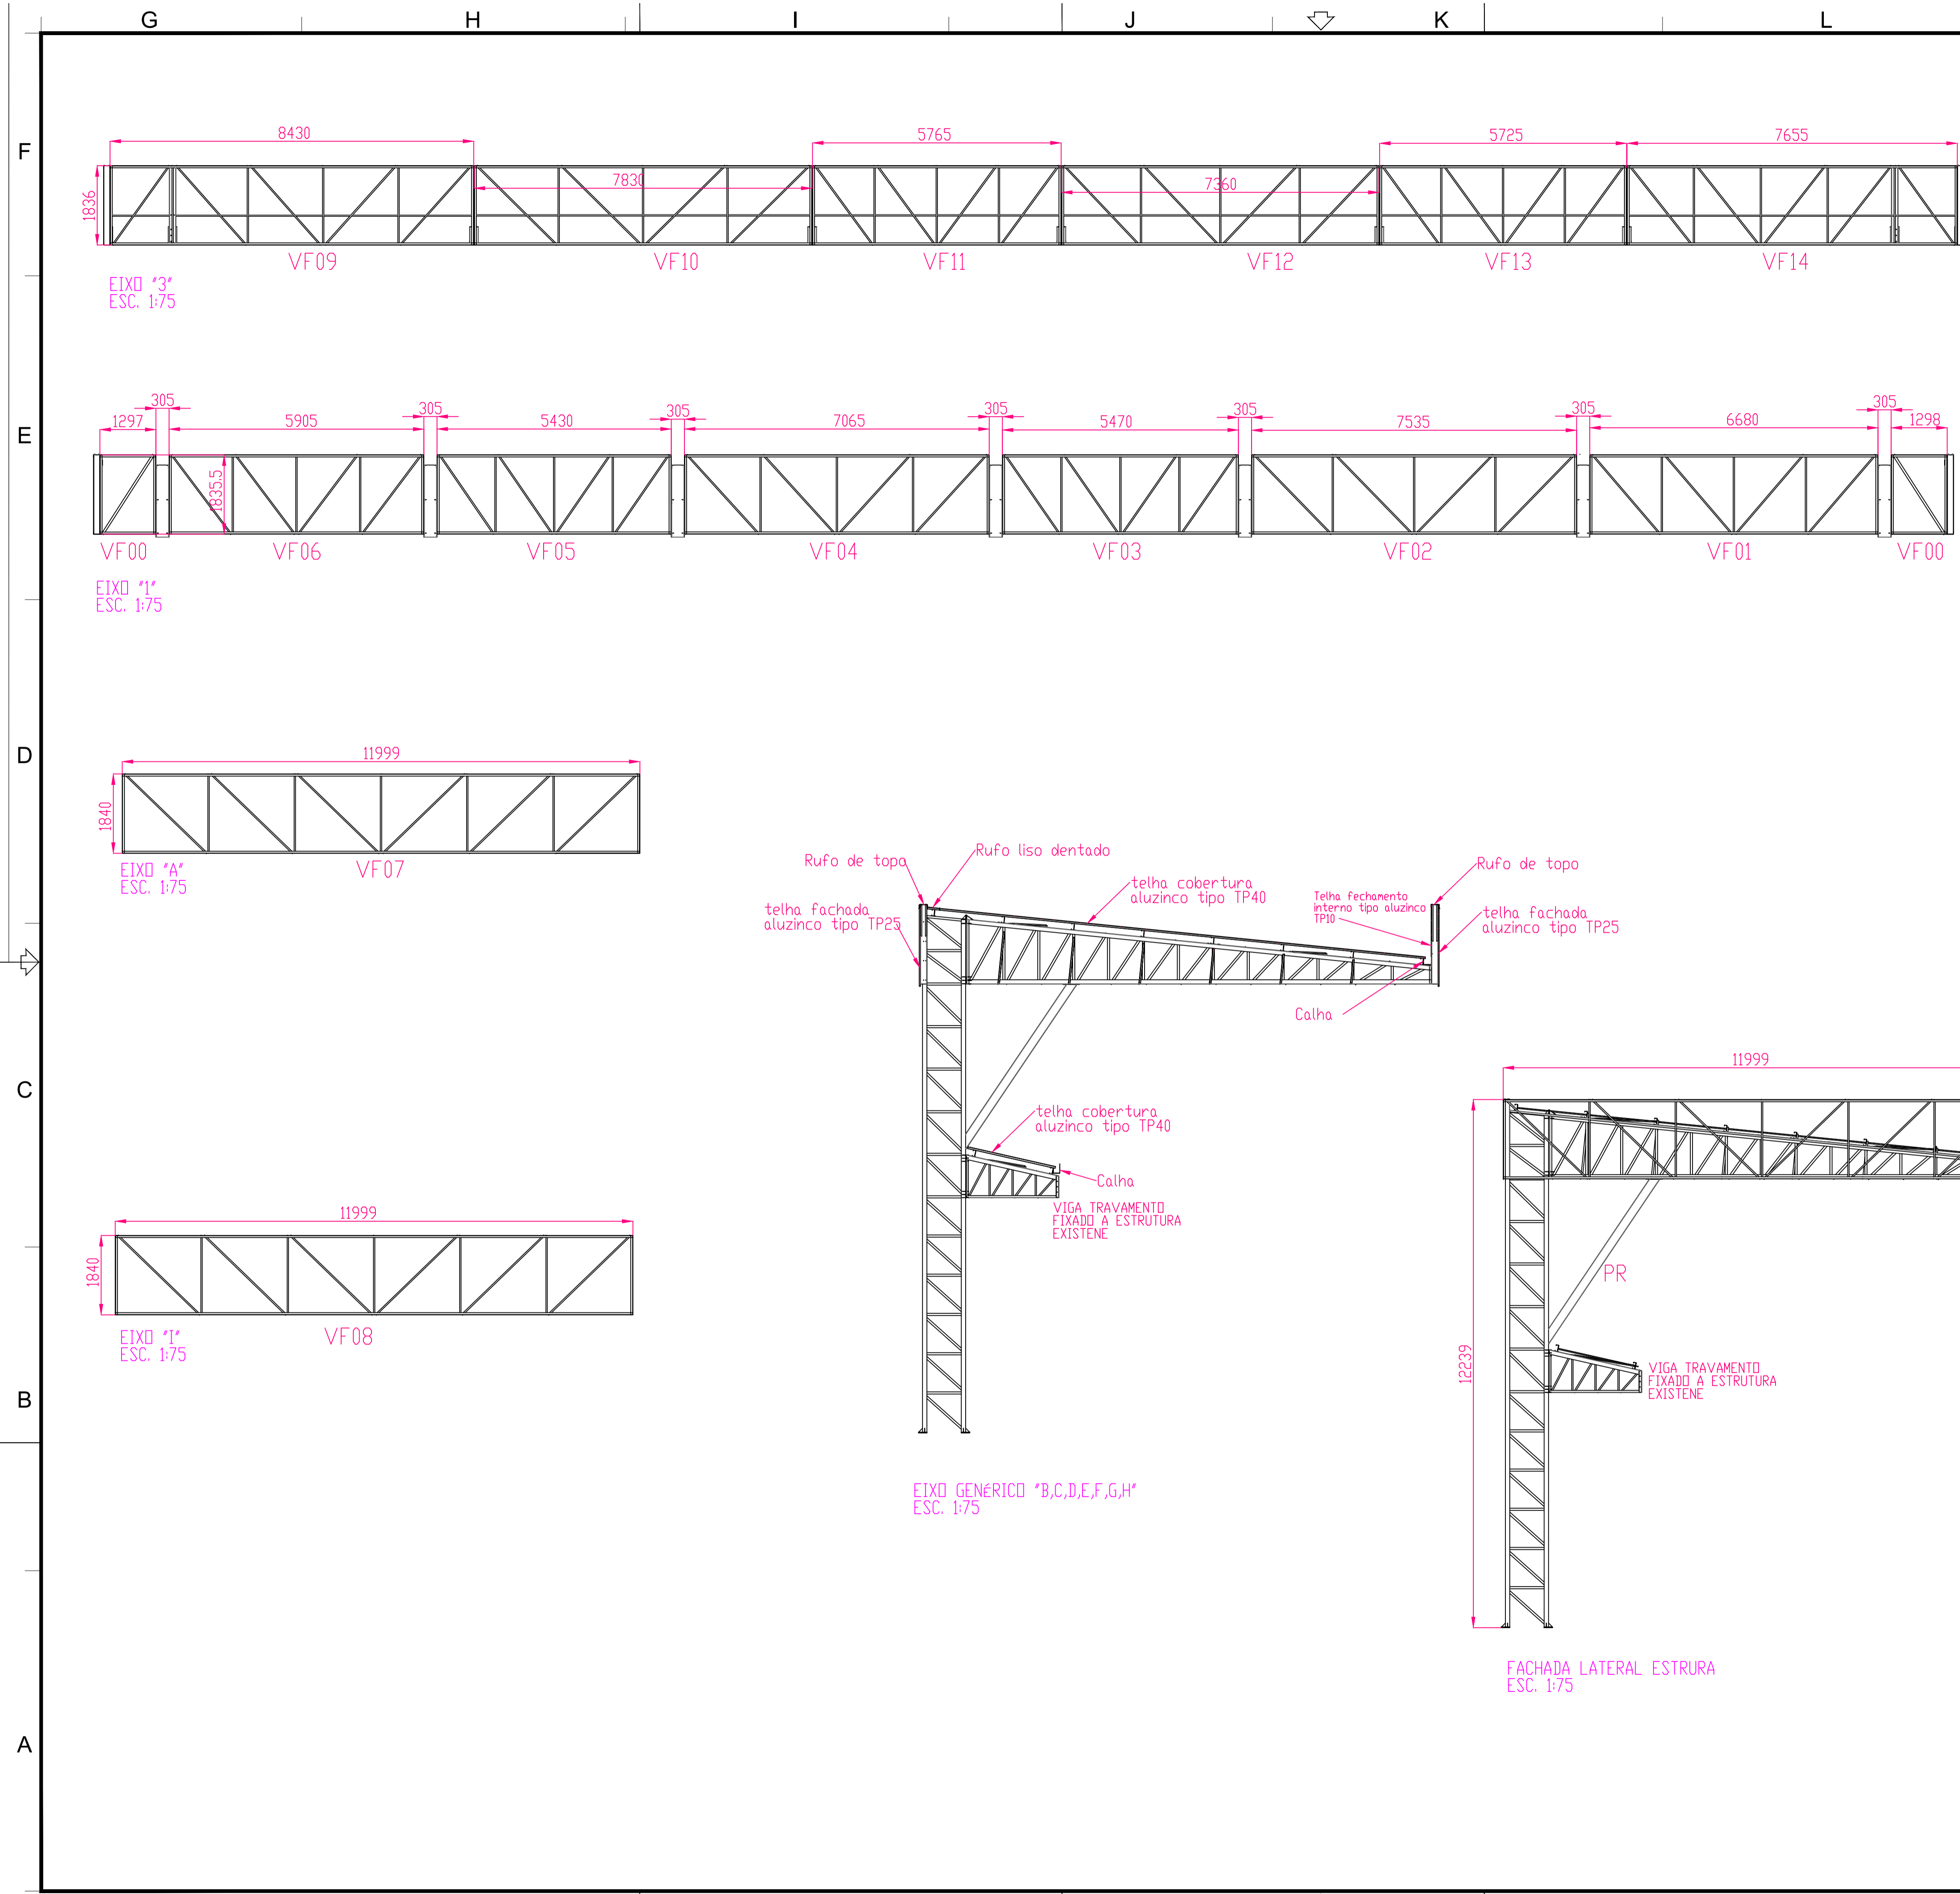 G H I J K L
F
8430
5765
5725
7655
7830
7360
1836
VF09
VF10
VF11
VF12
VF13
VF14
EIXO "3"
ESC. 1:75
E
305
305
305
305
305
305
305
1297
5905
5430
7065
5470
7535
6680
1298
1835.5
VF00
VF06
VF05
VF04
VF03
VF02
VF01
VF00
EIXO "1"
ESC. 1:75
D
11999
1840
EIXO "A"
ESC. 1:75
VF07
Rufo de topo
Rufo liso dentado
telha cobertura
aluzinco tipo TP40
telha fachada
aluzinco tipo TP25
Telha fechamento
interno tipo aluzinco
TP10
Rufo de topo
telha fachada
aluzinco tipo TP25
Calha
C
telha cobertura
aluzinco tipo TP40
Calha
VIGA TRAVAMENTO
FIXADO A ESTRUTURA
EXISTENE
11999
1840
EIXO "I"
ESC. 1:75
VF08
EIXO GENÉRICO "B,C,D,E,F,G,H"
ESC. 1:75
11999
12239
PR
VIGA TRAVAMENTO
FIXADO A ESTRUTURA
EXISTENE
B
FACHADA LATERAL ESTRURA
ESC. 1:75
A